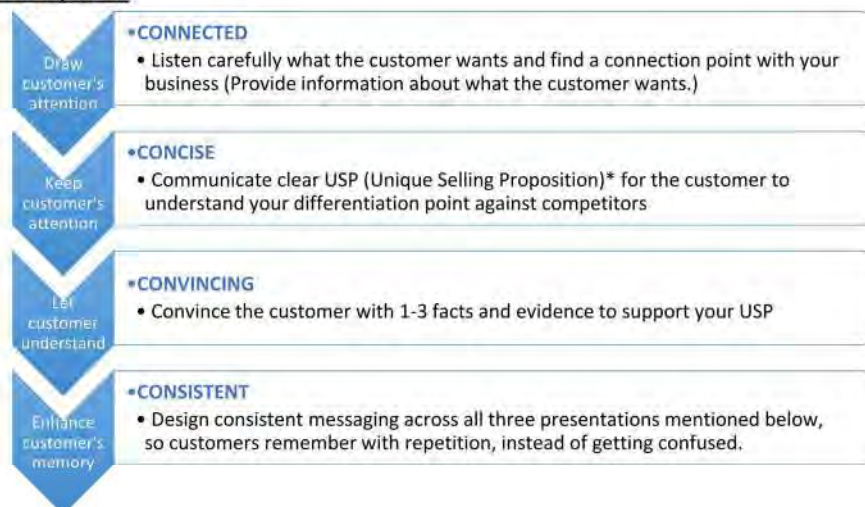 Draw
customer's
attention
•CONNECTED
• Listen carefully what the customer wants and find a connection point with your
business (Provide information about what the customer wants.)
Keep
customer's
attention
•CONCISE
• Communicate clear USP (Unique Selling Proposition)* for the customer to
understand your differentiation point against competitors
Let
customer
understand
•CONVINCING
• Convince the customer with 1-3 facts and evidence to support your USP
Enhance
customer's
memory
•CONSISTENT
• Design consistent messaging across all three presentations mentioned below,
so customers remember with repetition, instead of getting confused.